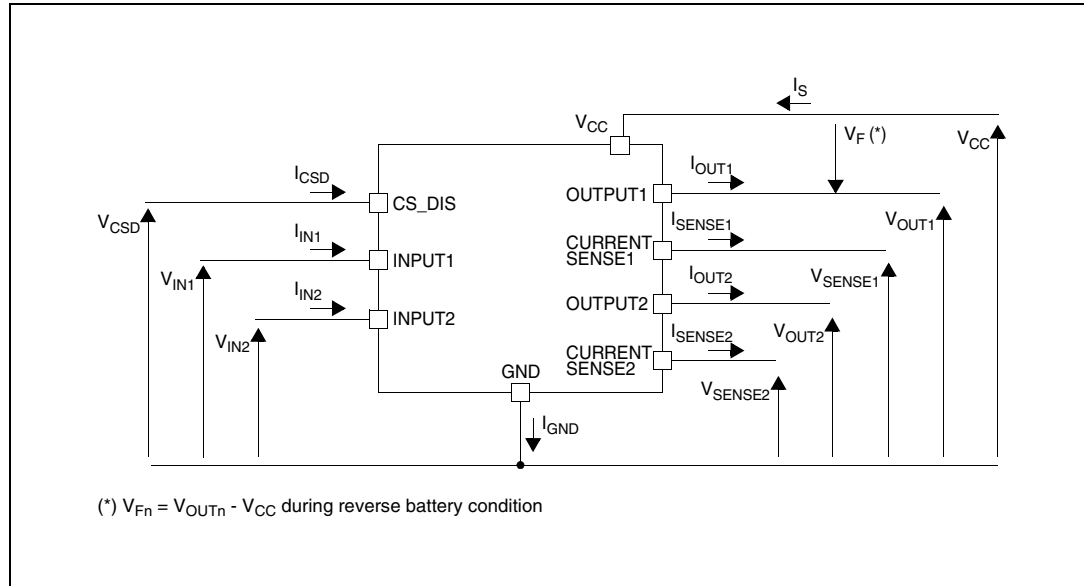 I_S
V_CC
V_F (*)
V_CC
I_OUT1
I_CSD
OUTPUT1
CS_DIS
V_CSD
V_OUT1
I_SENSE1
I_IN1
CURRENT
SENSE1
INPUT1
V_IN1
I_OUT2
V_SENSE1
I_IN2
OUTPUT2
INPUT2
I_SENSE2
V_OUT2
V_IN2
CURRENT
SENSE2
GND
V_SENSE2
I_GND
(*) V_Fn = V_OUTn - V_CC during reverse battery condition